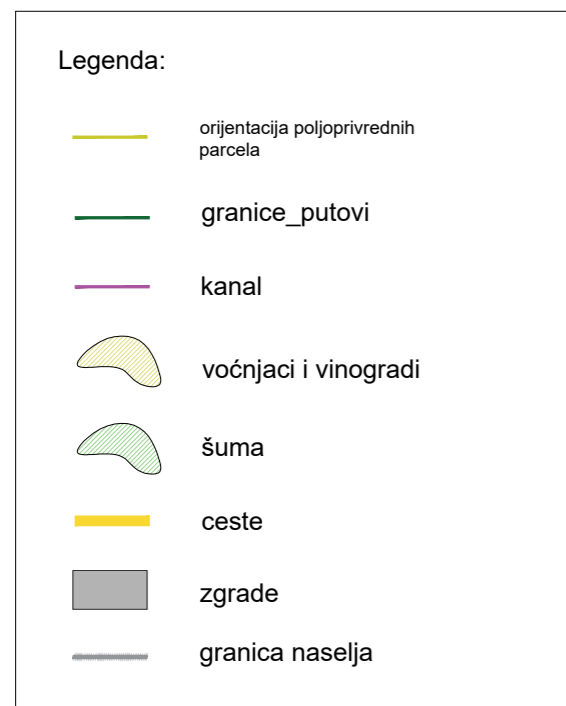 Legenda:
orijentacija poljoprivrednih
parcela
granice_putovi
kanal
voćnjaci i vinogradi
šuma
ceste
zgrade
granica naselja